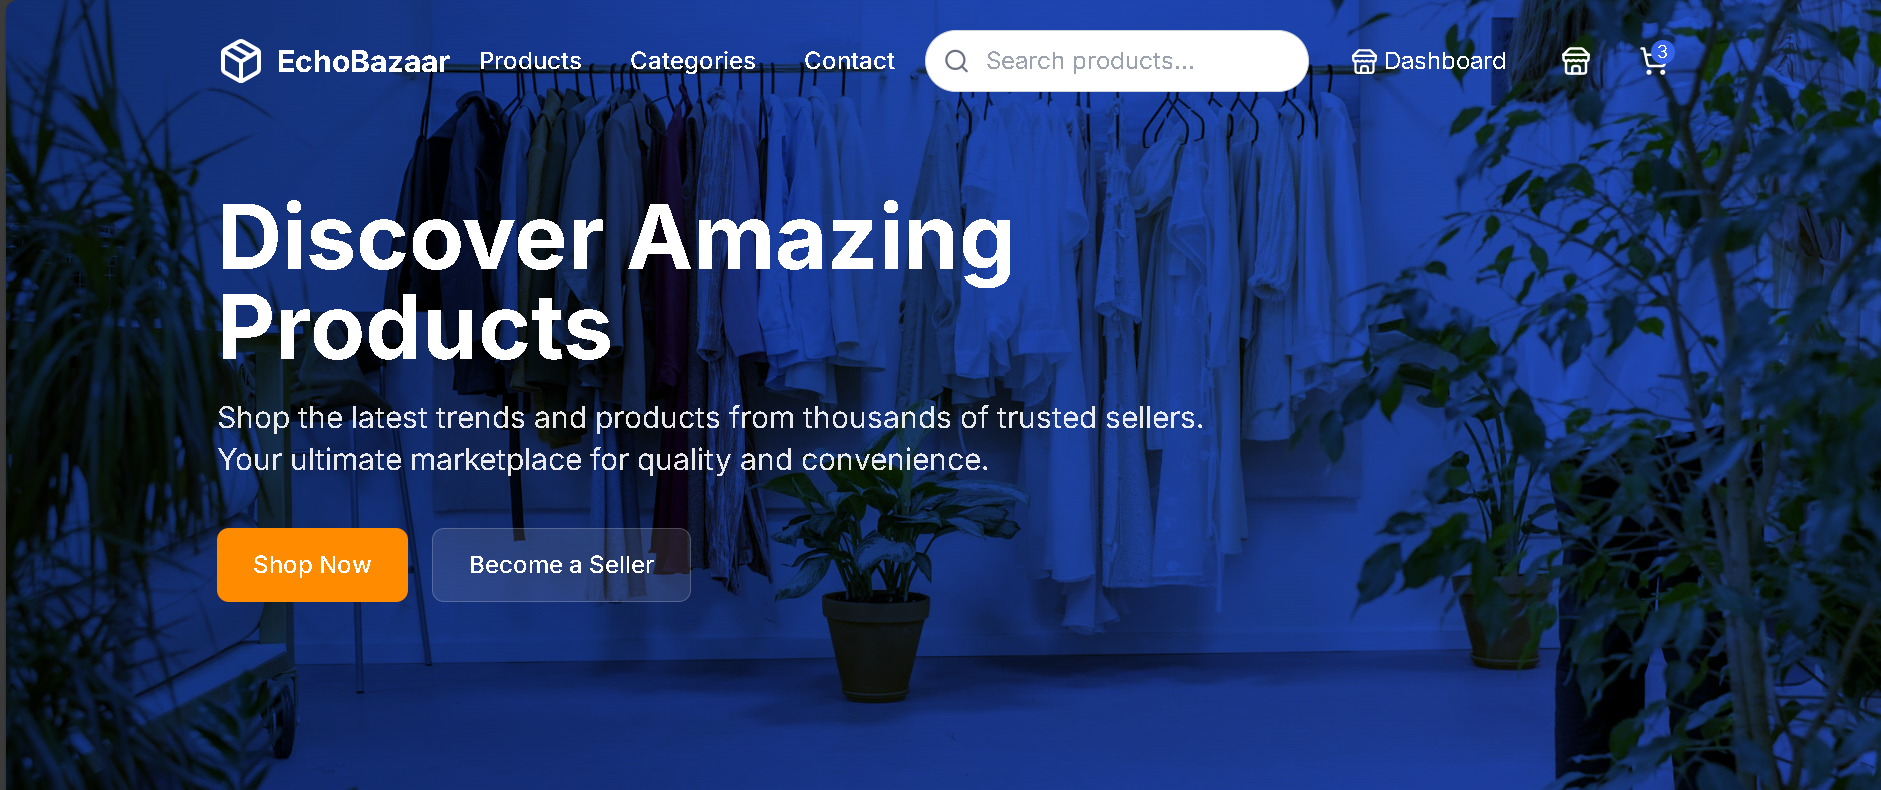 EchoBazaar Products Categories Contact Search products... Dashboard 3
Discover Amazing
Products
Shop the latest trends and products from thousands of trusted sellers.
Your ultimate marketplace for quality and convenience.
Shop Now Become a Seller